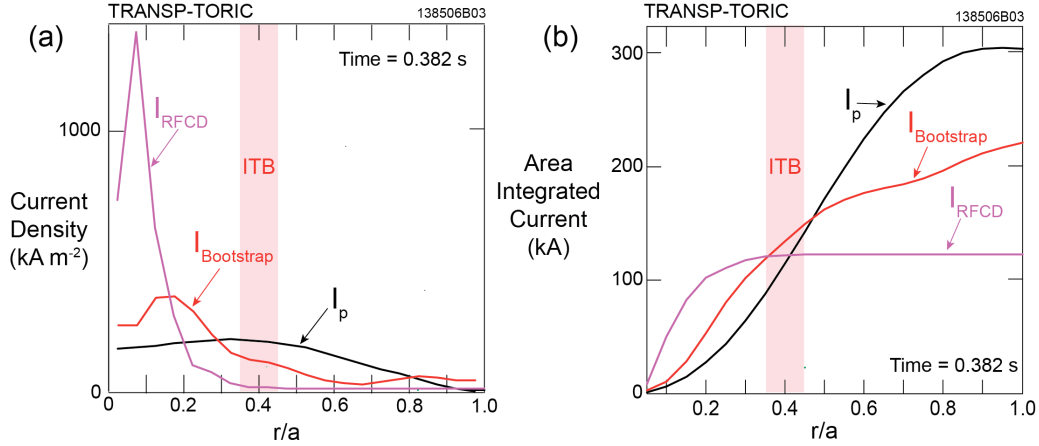 TRANSP-TORIC
138506B03
(a)
Time = 0.382 s
I RFCD
1000
ITB
Current
Density
(kA m-2)
I Bootstrap
Ip
0
0 0.2 0.4 0.6 0.8 1.0
r/a
TRANSP-TORIC
138506B03
(b)
300
Ip
I Bootstrap
Area
Integrated
Current
(kA)
200
ITB
I RFCD
100
Time = 0.382 s
0
0.2 0.4 0.6 0.8 1.0
r/a